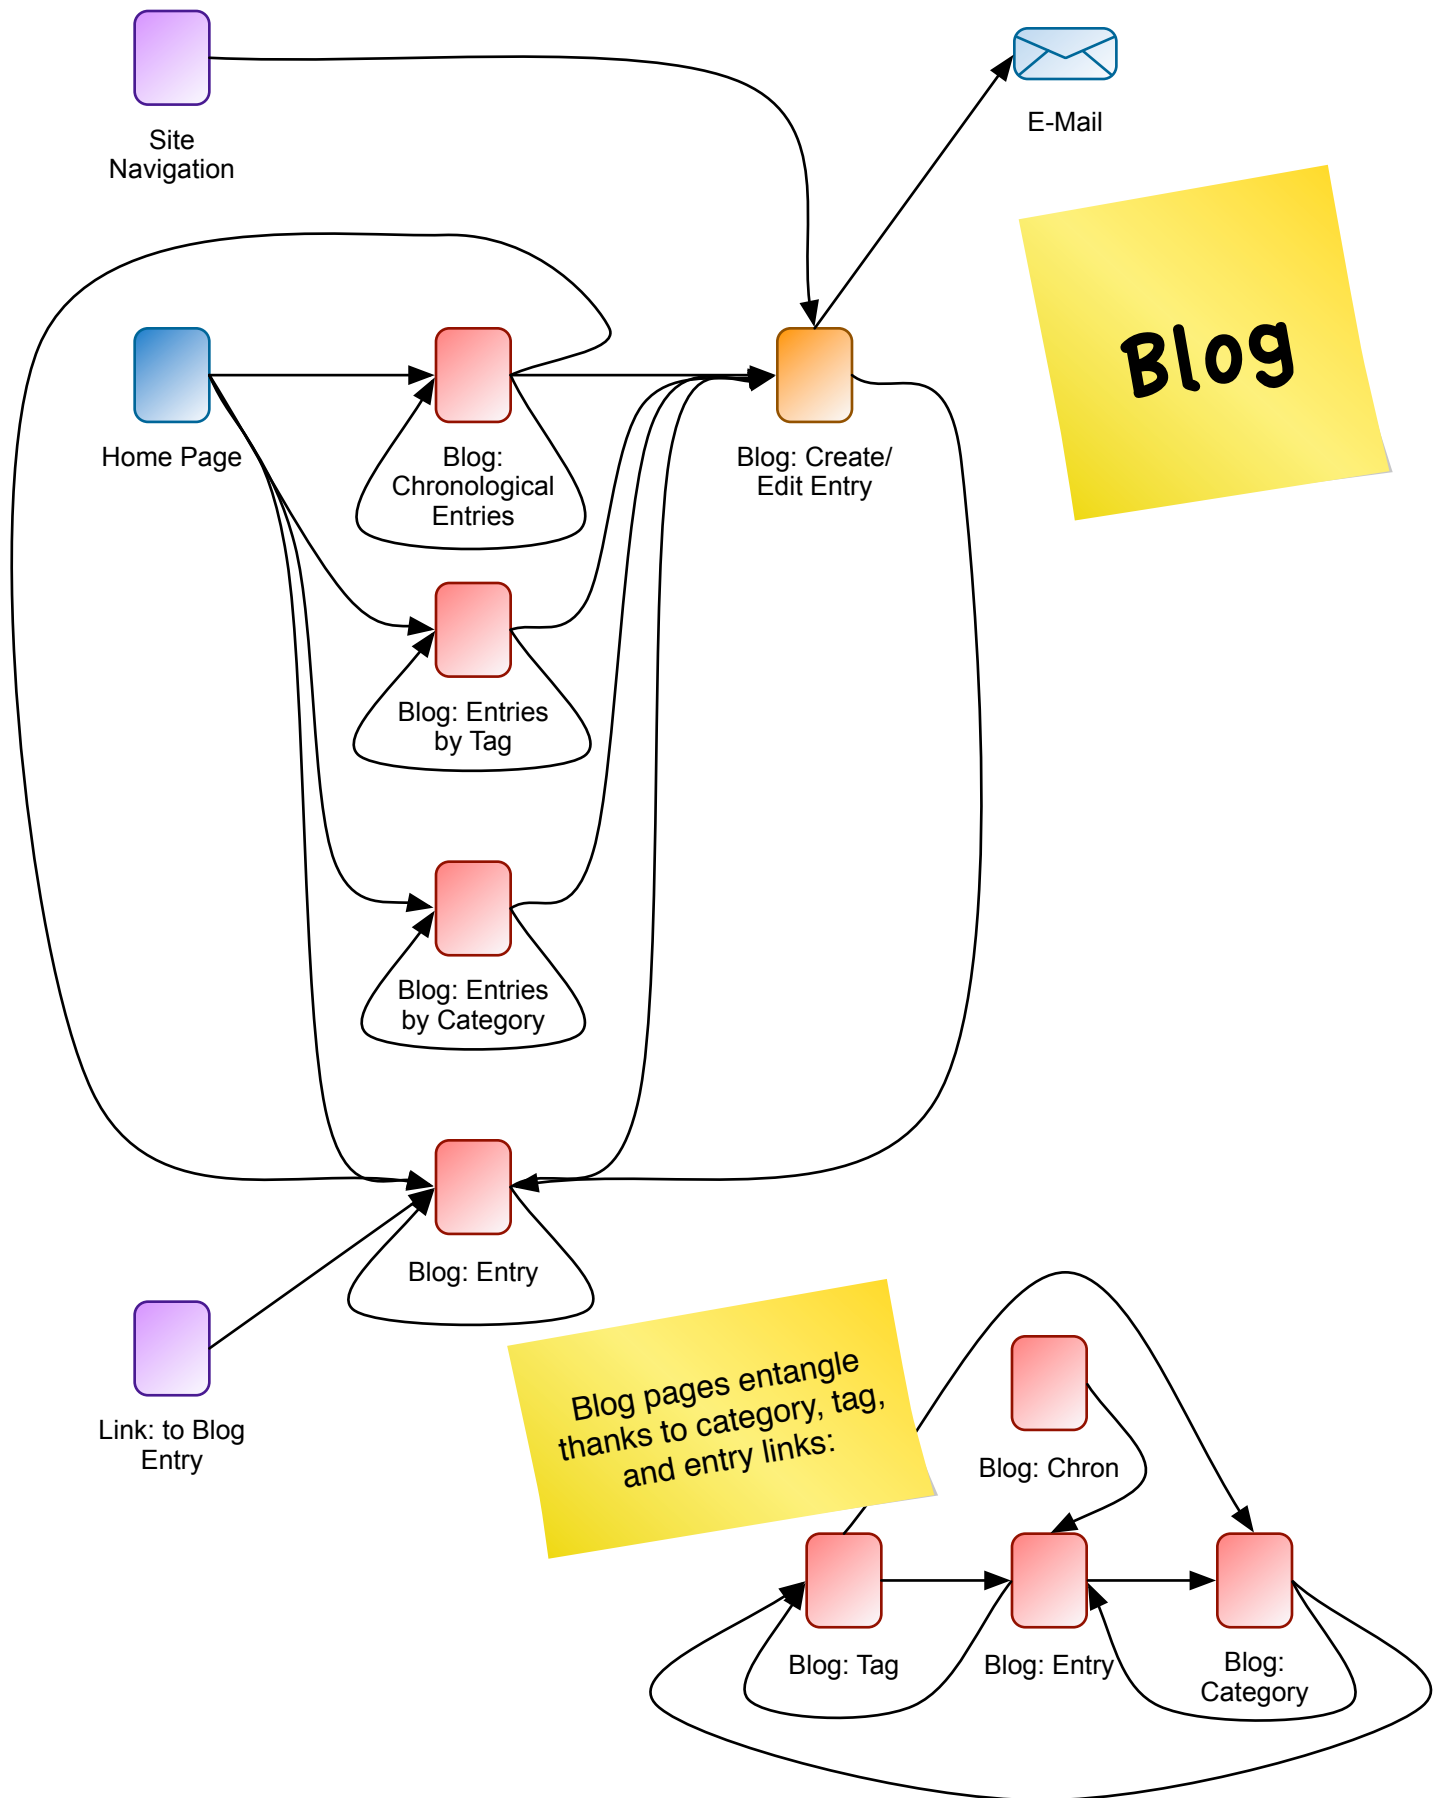 Site
Navigation
E-Mail
Blog
Home Page
Blog:
Chronological
Entries
Blog: Create/
Edit Entry
Blog: Entries
by Tag
Blog: Entries
by Category
Blog: Entry
Link: to Blog
Entry
Blog pages entangle
thanks to category, tag,
and entry links:
Blog: Chron
Blog: Tag
Blog: Entry
Blog:
Category